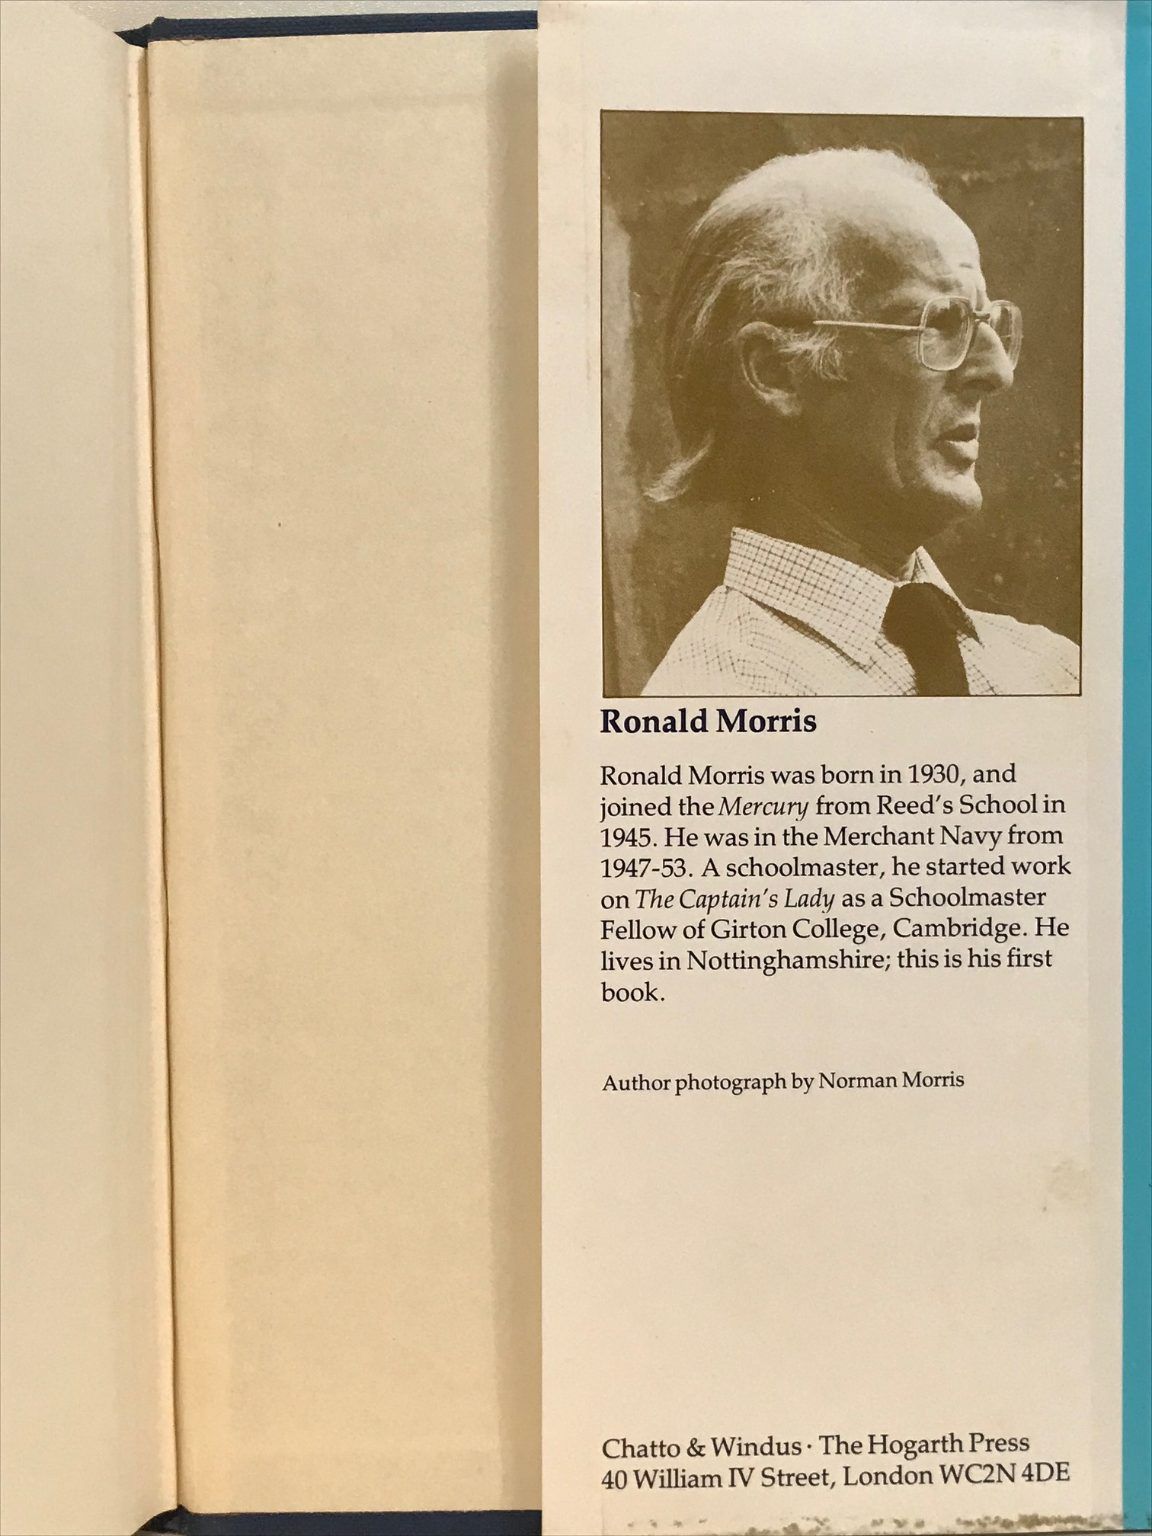 Ronald Morris
Ronald Morris was born in 1930, and
joined the Mercury from Reed's School in
1945. He was in the Merchant Navy from
1947-53. A schoolmaster, he started work
on The Captain's Lady as a Schoolmaster
Fellow of Girton College, Cambridge. He
lives in Nottinghamshire; this is his first
book.
Author photograph by Norman Morris
Chatto & Windus · The Hogarth Press
40 William IV Street, London WC2N 4DE